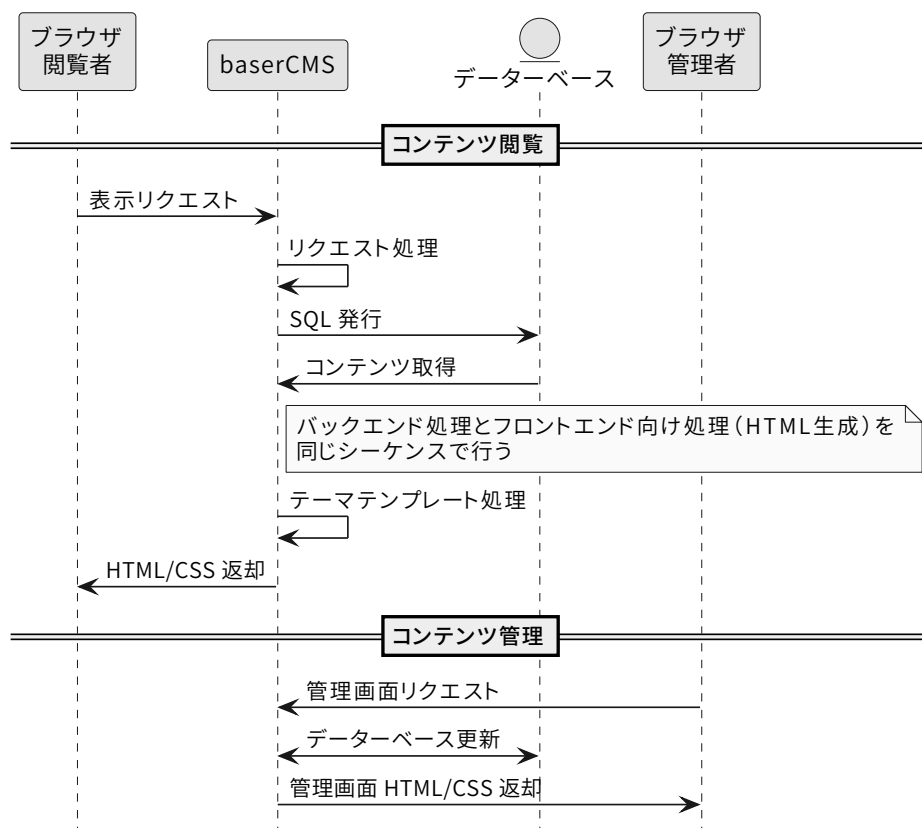 ブラウザ
閲覧者
baserCMS
データーベース
ブラウザ
管理者
コンテンツ閲覧
表示リクエスト
リクエスト処理
SQL 発行
コンテンツ取得
バックエンド処理とフロントエンド向け処理（HTML生成）を
同じシーケンスで行う
テーマテンプレート処理
HTML/CSS 返却
コンテンツ管理
管理画面リクエスト
データーベース更新
管理画面 HTML/CSS 返却